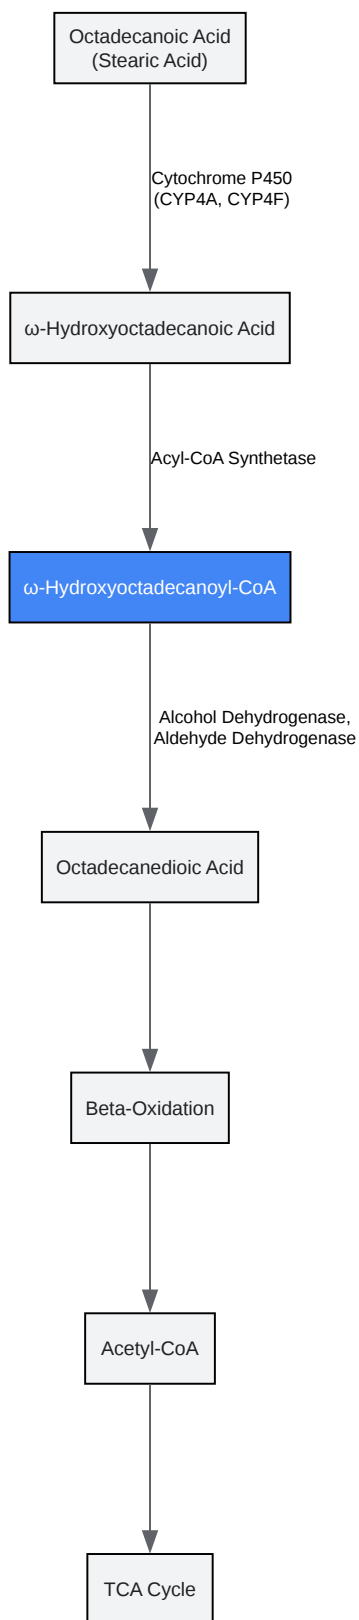 Octadecanoic Acid
(Stearic Acid)
Cytochrome P450
(CYP4A, CYP4F)
ω-Hydroxyoctadecanoic Acid
Acyl-CoA Synthetase
ω-Hydroxyoctadecanoyl-CoA
Alcohol Dehydrogenase,
Aldehyde Dehydrogenase
Octadecanedioic Acid
Beta-Oxidation
Acetyl-CoA
TCA Cycle